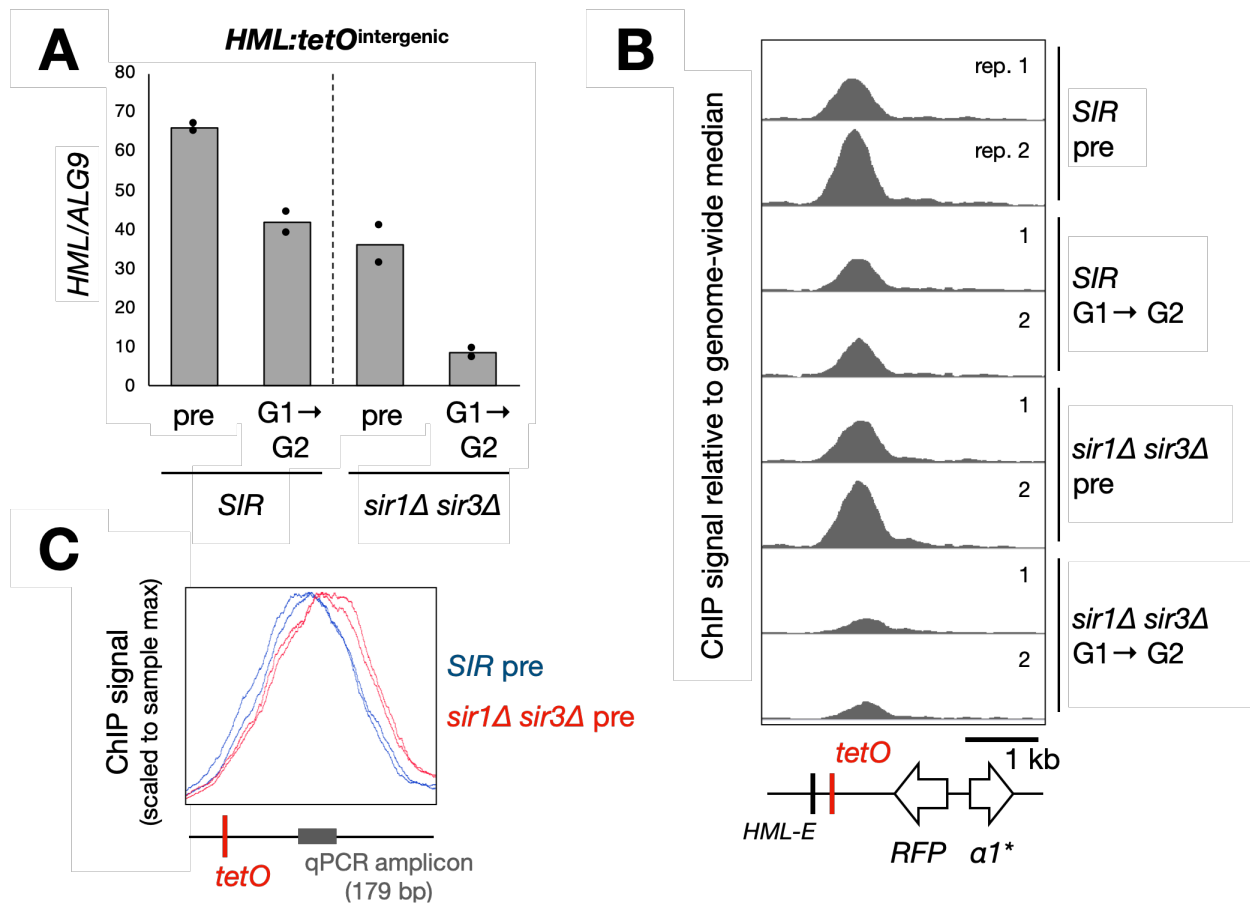 A
HML:tetOintergenic
HML/ALG9
80
70
60
50
40
30
20
10
0
pre
G1→
G2
pre
G1→
G2
SIR
sir1Δ sir3Δ
B
ChIP signal relative to genome-wide median
rep. 1
rep. 2
SIR
pre
1
2
SIR
G1→ G2
1
2
sir1Δ sir3Δ
pre
1
2
sir1Δ sir3Δ
G1→ G2
tetO
1 kb
HML-E
RFP
α1*
C
ChIP signal
(scaled to sample max)
SIR pre
sir1Δ sir3Δ pre
tetO
qPCR amplicon
(179 bp)